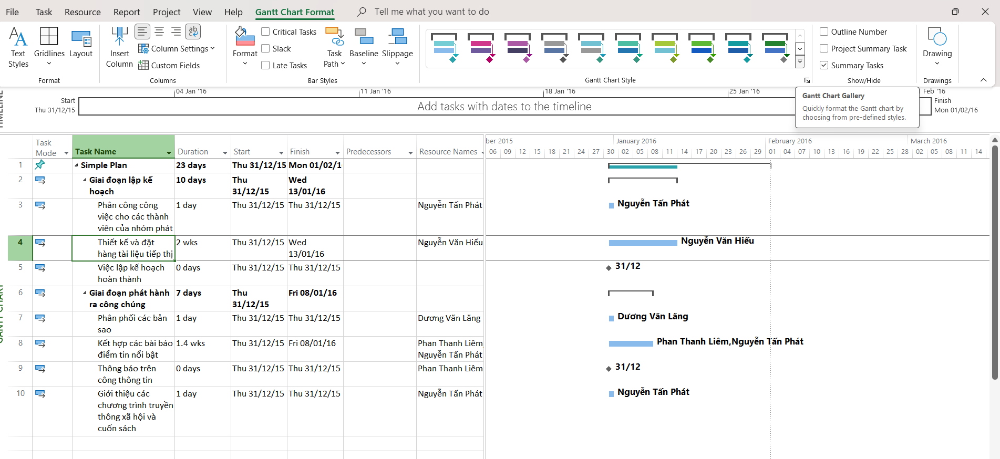 File Task Resource Report Project View Help Gantt Chart Format Tell me what you want to do
Text Styles
Gridlines
Layout
Format
Insert Column
Column Settings
Custom Fields
Columns
Format
Critical Tasks
Slack
Late Tasks
Task Path
Baseline
Slippage
Bar Styles
Gantt Chart Style
Outline Number
Project Summary Task
Summary Tasks
Show/Hide
Drawing
Drawings
Gantt Chart Gallery
Quickly format the Gantt chart by
choosing from pre-defined styles.
Start
Thu 31/12/15
04 Jan '16 11 Jan '16 18 Jan '16 25 Jan '16 Feb '16
Add tasks with dates to the timeline
Finish
Mon 01/02/16
Task Mode Task Name Duration Start Finish Predecessors Resource Names
ber 2015 January 2016 February 2016 March 2016
06 09 12 15 18 21 24 27 30 02 05 08 11 14 17 20 23 26 29 01 04 07 10 13 16 19 22 25 28 02 05 08 11 14
1 Simple Plan 23 days Thu 31/12/15 Mon 01/02/1
2 Giai đoạn lập kế
hoạch
10 days Thu
31/12/15
Wed
13/01/16
3 Phân công công
việc cho các thành
viên của nhóm phát
1 day Thu 31/12/15 Thu 31/12/15 Nguyễn Tấn Phát
Nguyễn Tấn Phát
4 Thiết kế và đặt
hàng tài liệu tiếp thị
2 wks Thu 31/12/15 Wed
13/01/16
Nguyễn Văn Hiếu
Nguyễn Văn Hiếu
5 Việc lập kế hoạch
hoàn thành
0 days Thu 31/12/15 Thu 31/12/15
31/12
6 Giai đoạn phát hành
ra công chúng
7 days Thu
31/12/15
Fri 08/01/16
7 Phân phối các bản
sao
1 day Thu 31/12/15 Thu 31/12/15 Dương Văn Lăng
Dương Văn Lăng
8 Kết hợp các bài báo
điểm tin nổi bật
1.4 wks Thu 31/12/15 Fri 08/01/16 Phan Thanh Liêm,
Nguyễn Tấn Phát
Phan Thanh Liêm,Nguyễn Tấn Phát
9 Thông báo trên
công thông tin
0 days Thu 31/12/15 Thu 31/12/15 Phan Thanh Liêm
31/12
10 Giới thiệu các
chương trình truyền
thông xã hội và
cuốn sách
1 day Thu 31/12/15 Thu 31/12/15 Nguyễn Tấn Phát
Nguyễn Tấn Phát